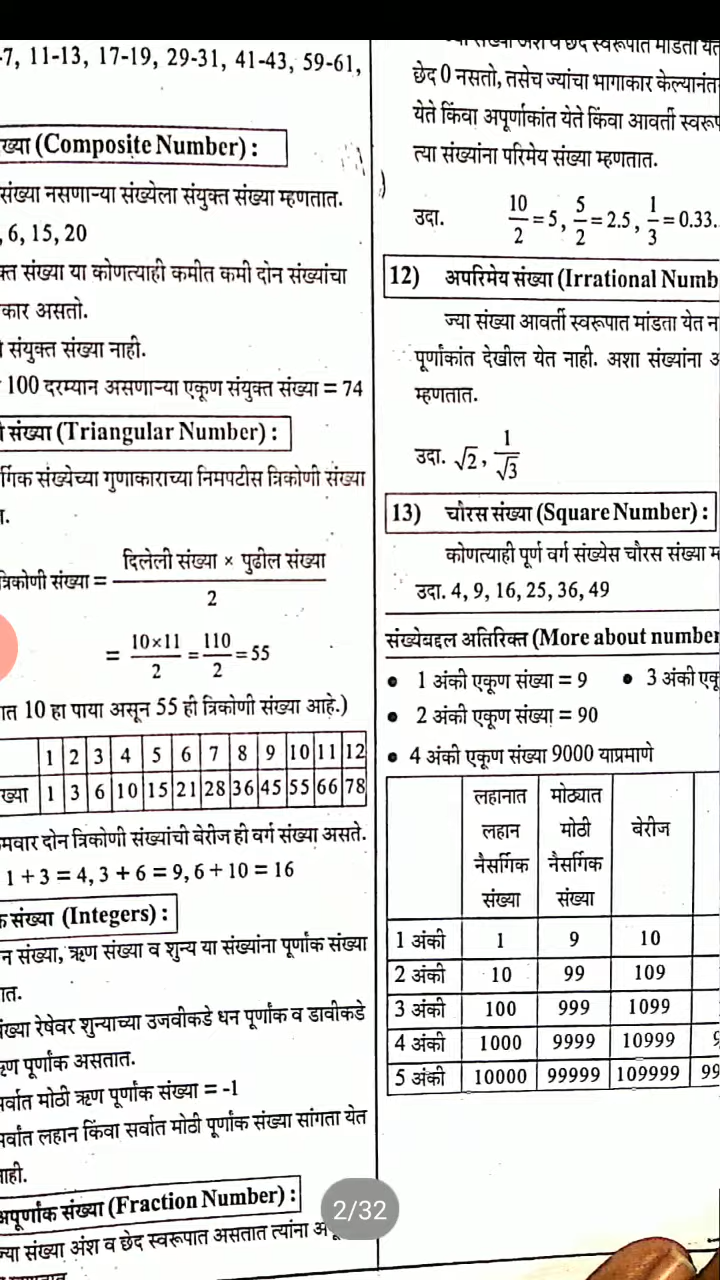 -7, 11-13, 17-19, 29-31, 41-43, 59-61,
ख्या (Composite Number) :
संख्या नसणाऱ्या संख्येला संयुक्त संख्या म्हणतात.
, 6, 15, 20
क्त संख्या या कोणत्याही कमीत कमी दोन संख्यांचा
कार असतो.
संयुक्त संख्या नाही.
100 दरम्यान असणाऱ्या एकूण संयुक्त संख्या = 74
संख्या (Triangular Number) :
र्गिक संख्येच्या गुणाकाराच्या निमपटीस त्रिकोणी संख्या
त.
त्रिकोणी संख्या = दिलेली संख्या × पुढील संख्या / 2
= 10×11 / 2 = 110 / 2 = 55
ात 10 हा पाया असून 55 ही त्रिकोणी संख्या आहे.)
1 2 3 4 5 6 7 8 9 10 11 12
ख्या 1 3 6 10 15 21 28 36 45 55 66 78
मवार दोन त्रिकोणी संख्यांची बेरीज ही वर्ग संख्या असते.
1 + 3 = 4, 3 + 6 = 9, 6 + 10 = 16
क संख्या (Integers) :
न संख्या, ऋण संख्या व शुन्य या संख्यांना पूर्णांक संख्या
ात.
संख्या रेषेवर शुन्याच्या उजवीकडे धन पूर्णांक व डावीकडे
ऋण पूर्णांक असतात.
सर्वात मोठी ऋण पूर्णांक संख्या = -1
सर्वात लहान किंवा सर्वात मोठी पूर्णांक संख्या सांगता येत
नाही.
अपूर्णांक संख्या (Fraction Number) :
ज्या संख्या अंश व छेद स्वरूपात असतात त्यांना
ज्या संख्या अंश व छेद स्वरूपात मांडता येत
छेद 0 नसतो, तसेच ज्यांचा भागाकार केल्यानंत
येते किंवा अपूर्णाकांत येते किंवा आवर्ती स्वरूप
त्या संख्यांना परिमेय संख्या म्हणतात.
उदा. 10/2 = 5, 5/2 = 2.5, 1/3 = 0.33.
12) अपरिमेय संख्या (Irrational Numb
ज्या संख्या आवर्ती स्वरूपात मांडता येत न
पूर्णांकांत देखील येत नाही. अशा संख्यांना अ
म्हणतात.
उदा. √2, 1/√3
13) चौरस संख्या (Square Number) :
कोणत्याही पूर्ण वर्ग संख्येस चौरस संख्या म
उदा. 4, 9, 16, 25, 36, 49
संख्येबद्दल अतिरिक्त (More about number
• 1 अंकी एकूण संख्या = 9 • 3 अंकी एकू
• 2 अंकी एकूण संख्या = 90
• 4 अंकी एकूण संख्या 9000 याप्रमाणे
लहानात मोठ्यात
लहान मोठी बेरीज
नैसर्गिक नैसर्गिक
संख्या संख्या
1 अंकी 1 9 10
2 अंकी 10 99 109
3 अंकी 100 999 1099
4 अंकी 1000 9999 10999 9
5 अंकी 10000 99999 109999 99
2/32